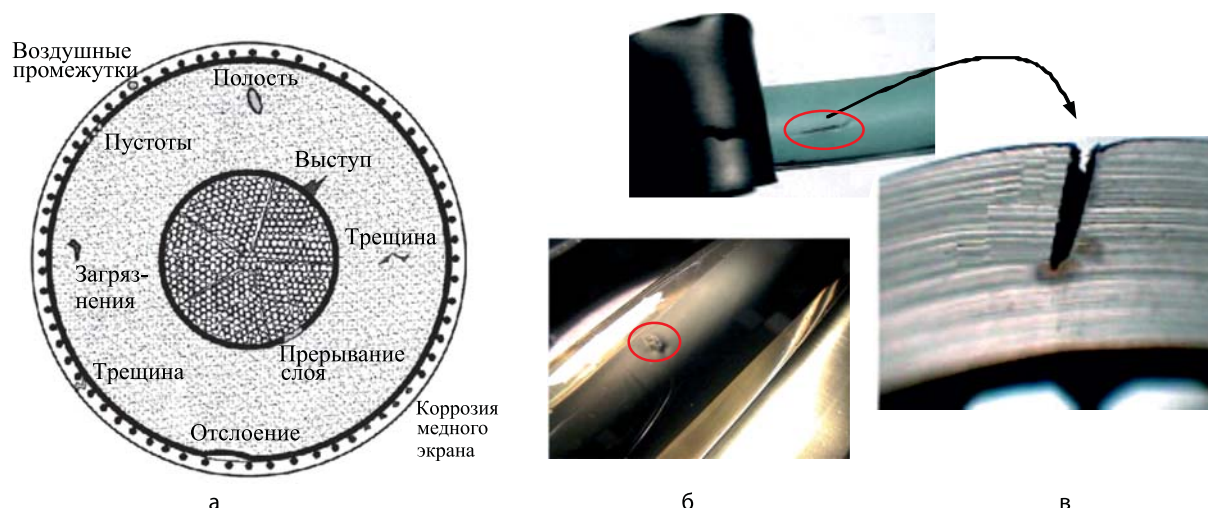 Воздушные
промежутки
Полость
Пустоты
Выступ
Трещина
Загряз-
нения
Прерывание
слоя
Трещина
Коррозия
медного
экрана
Отслоение
а
б
в